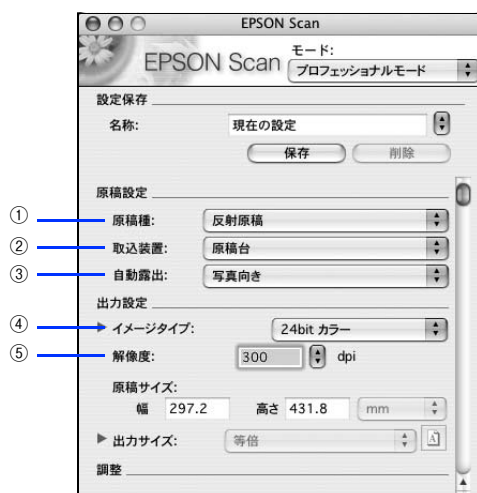 EPSON Scan
EPSON Scan
モード:
プロフェッショナルモード
設定保存
名称: 現在の設定
保存 削除
原稿設定
① 原稿種: 反射原稿
② 取込装置: 原稿台
③ 自動露出: 写真向き
出力設定
④ イメージタイプ: 24bit カラー
⑤ 解像度: 300 dpi
原稿サイズ:
幅 297.2 高さ 431.8 mm
出力サイズ: 等倍
調整